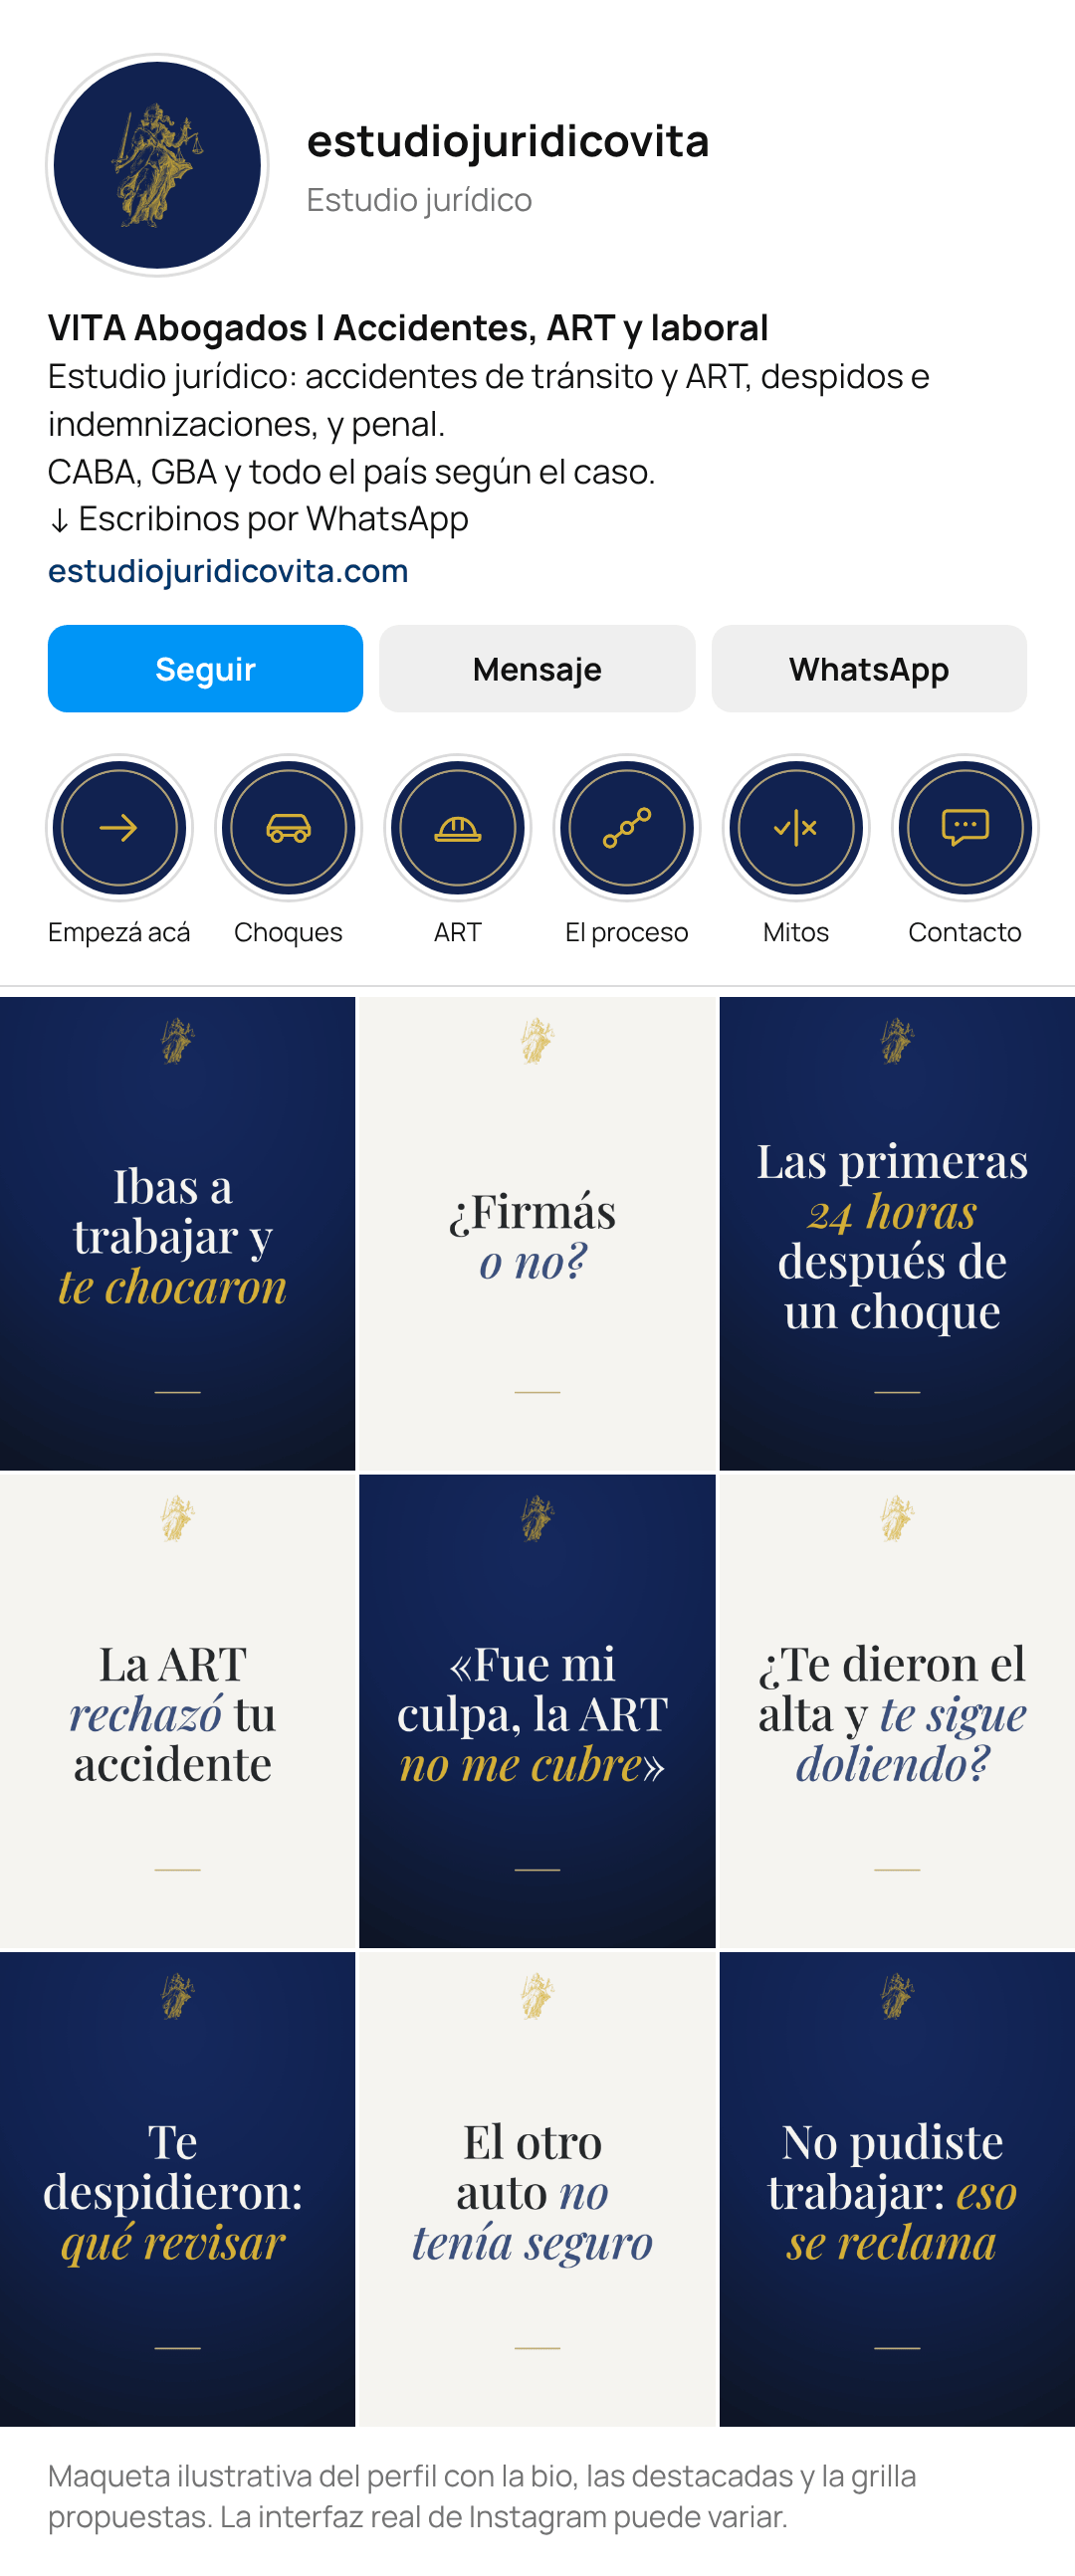 estudiojuridicovita
Estudio jurídico
VITA Abogados | Accidentes, ART y laboral
Estudio jurídico: accidentes de tránsito y ART, despidos e
indemnizaciones, y penal.
CABA, GBA y todo el país según el caso.
↓ Escribinos por WhatsApp
estudiojuridicovita.com
Seguir
Mensaje
WhatsApp
Empezá acá
Choques
ART
El proceso
Mitos
Contacto
Ibas a
trabajar y
te chocaron
¿Firmás
o no?
Las primeras
24 horas
después de
un choque
La ART
rechazó tu
accidente
«Fue mi
culpa, la ART
no me cubre»
¿Te dieron el
alta y te sigue
doliendo?
Te
despidieron:
qué revisar
El otro
auto no
tenía seguro
No pudiste
trabajar: eso
se reclama
Maqueta ilustrativa del perfil con la bio, las destacadas y la grilla
propuestas. La interfaz real de Instagram puede variar.